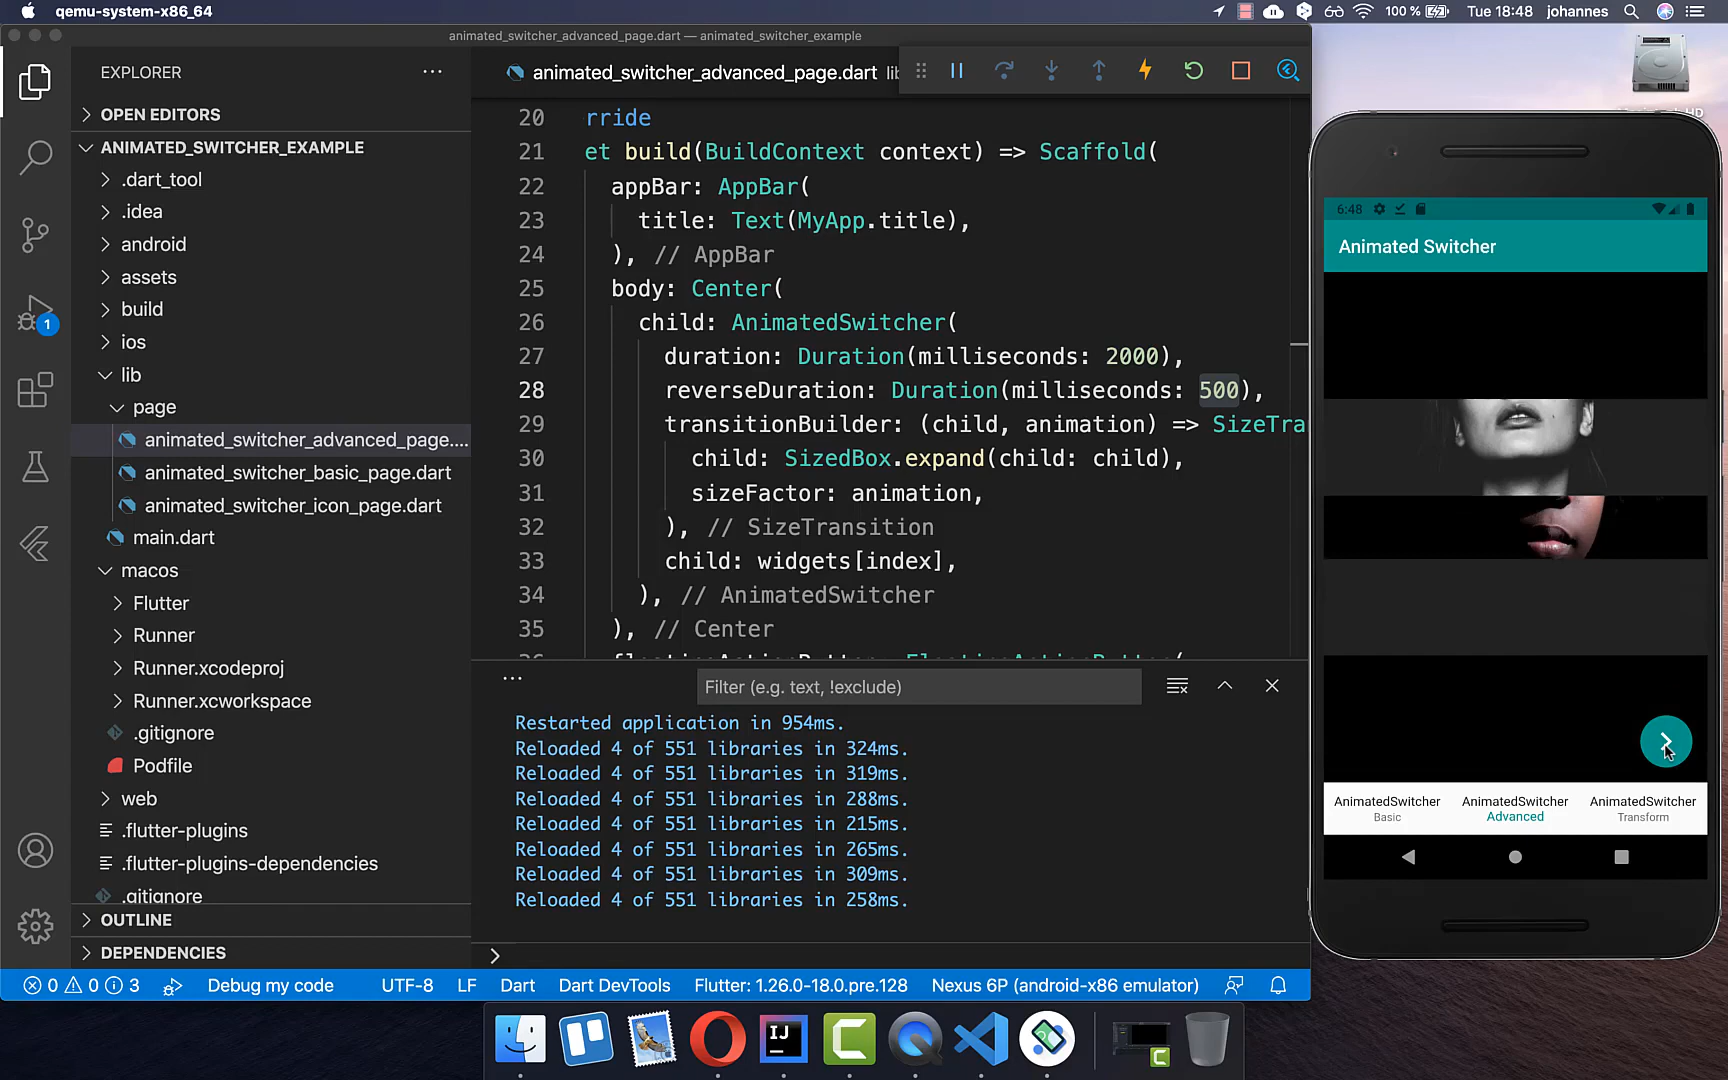 qemu-system-x86_64
100 %
Tue 18:48
johannes
animated_switcher_advanced_page.dart — animated_switcher_example
EXPLORER
OPEN EDITORS
ANIMATED_SWITCHER_EXAMPLE
.dart_tool
.idea
android
assets
build
ios
lib
page
animated_switcher_advanced_page....
animated_switcher_basic_page.dart
animated_switcher_icon_page.dart
main.dart
macos
Flutter
Runner
Runner.xcodeproj
Runner.xcworkspace
.gitignore
Podfile
web
.flutter-plugins
.flutter-plugins-dependencies
.gitignore
OUTLINE
DEPENDENCIES
1
animated_switcher_advanced_page.dart lib
20 rride
21 et build(BuildContext context) => Scaffold(
22 appBar: AppBar(
23 title: Text(MyApp.title),
24 ), // AppBar
25 body: Center(
26 child: AnimatedSwitcher(
27 duration: Duration(milliseconds: 2000),
28 reverseDuration: Duration(milliseconds: 500),
29 transitionBuilder: (child, animation) => SizeTra
30 child: SizedBox.expand(child: child),
31 sizeFactor: animation,
32 ), // SizeTransition
33 child: widgets[index],
34 ), // AnimatedSwitcher
35 ), // Center
Filter (e.g. text, !exclude)
Restarted application in 954ms.
Reloaded 4 of 551 libraries in 324ms.
Reloaded 4 of 551 libraries in 319ms.
Reloaded 4 of 551 libraries in 288ms.
Reloaded 4 of 551 libraries in 215ms.
Reloaded 4 of 551 libraries in 265ms.
Reloaded 4 of 551 libraries in 309ms.
Reloaded 4 of 551 libraries in 258ms.
0 0 3
Debug my code
UTF-8
LF
Dart
Dart DevTools
Flutter: 1.26.0-18.0.pre.128
Nexus 6P (android-x86 emulator)
6:48
Animated Switcher
AnimatedSwitcher
Basic
AnimatedSwitcher
Advanced
AnimatedSwitcher
Transform
IJ